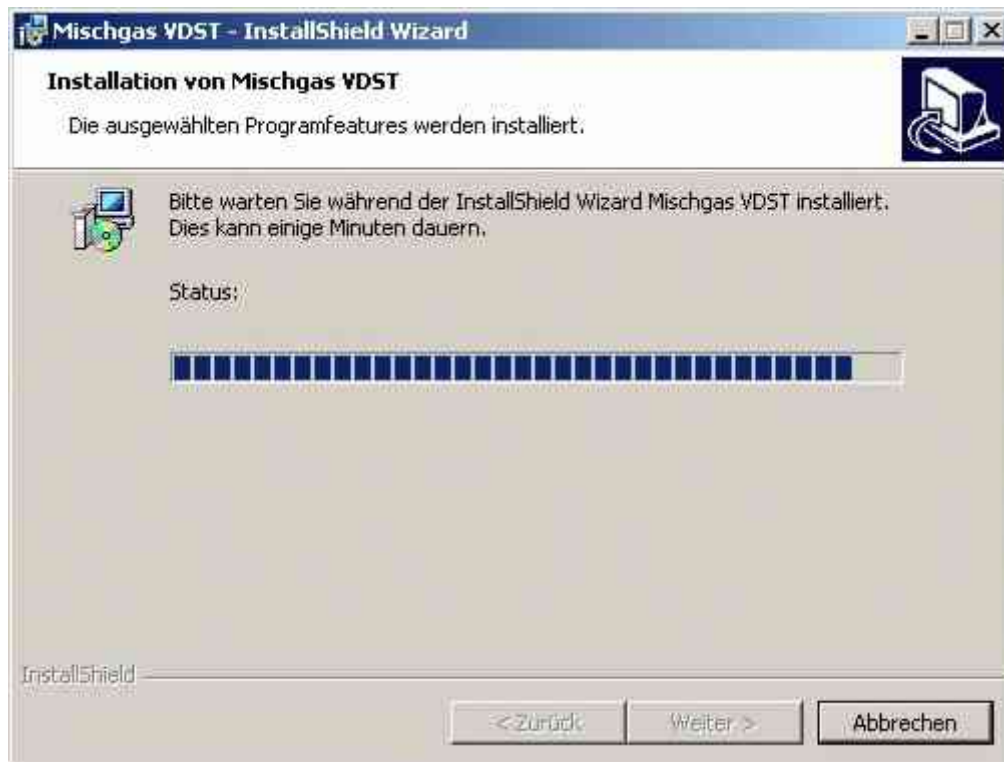 Mischgas VDST - InstallShield Wizard
Installation von Mischgas VDST
Die ausgewählten Programfeatures werden installiert.
Bitte warten Sie während der InstallShield Wizard Mischgas VDST installiert.
Dies kann einige Minuten dauern.
Status:
InstallShield
< Zurück
Weiter >
Abbrechen